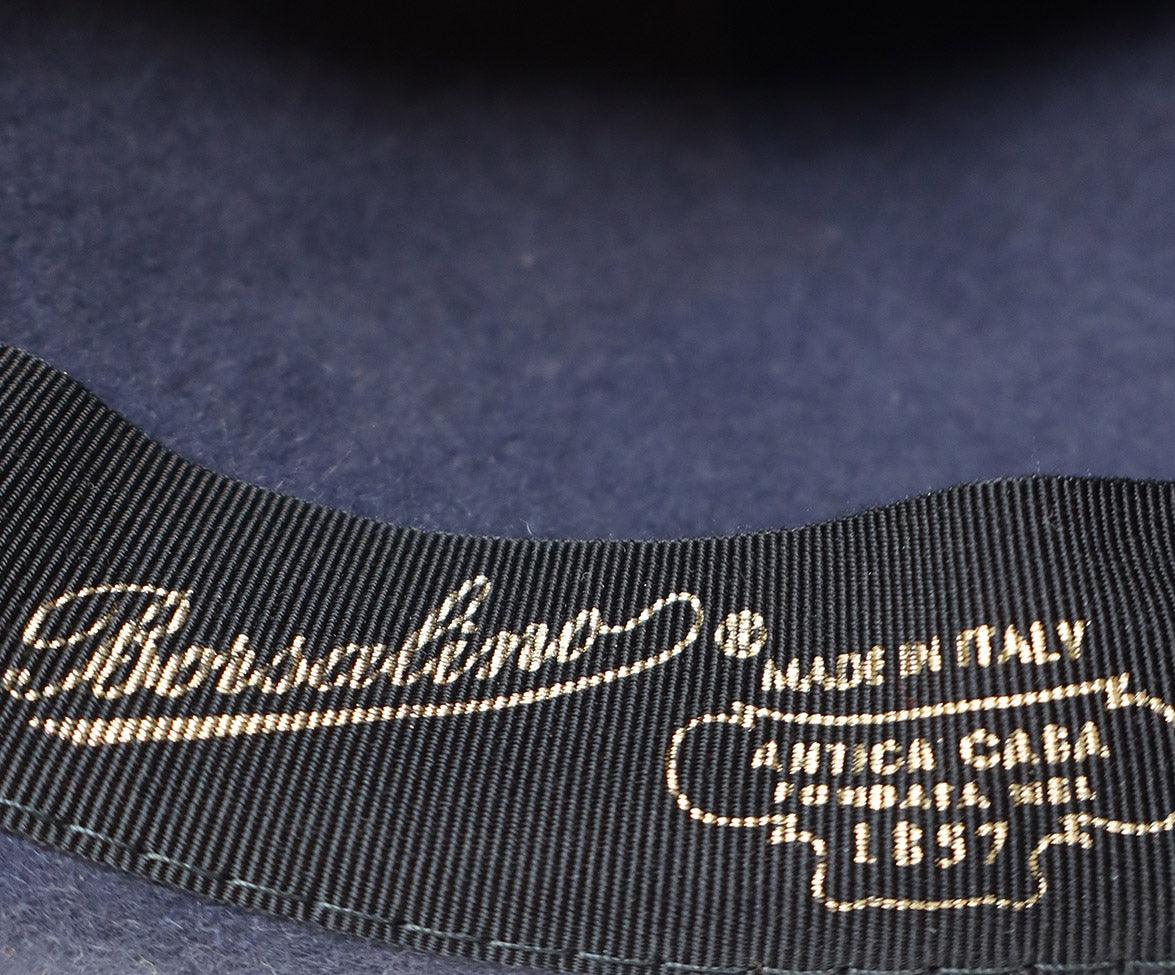 Borsalino ®
MADE IN ITALY
ANTICA CASA
FONDATA NEL
1857